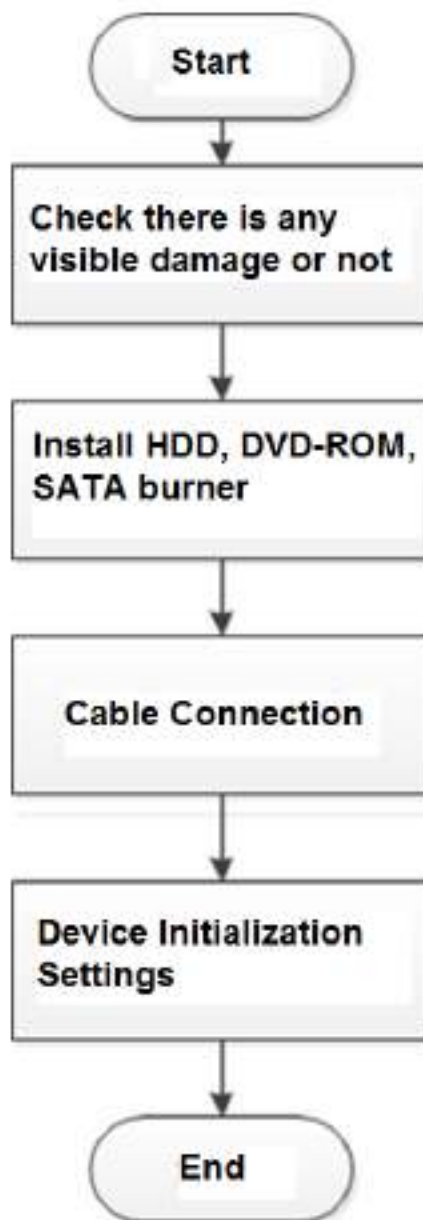 Start
Check there is any
visible damage or not
Install HDD, DVD-ROM,
SATA burner
Cable Connection
Device Initialization
Settings
End